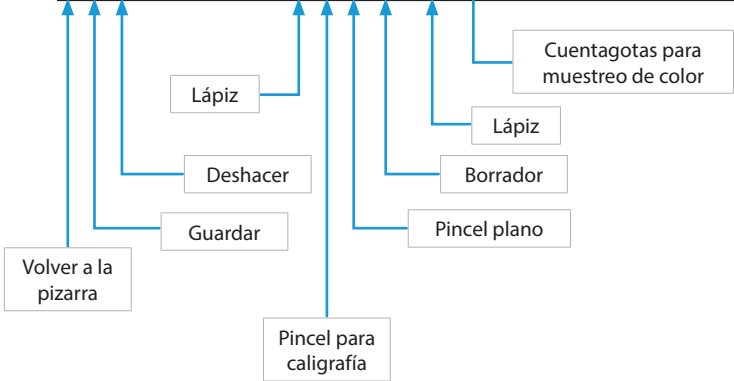 Cuentagotas para
muestreo de color
Lápiz
Lápiz
Deshacer
Borrador
Guardar
Pincel plano
Volver a la
pizarra
Pincel para
caligrafía